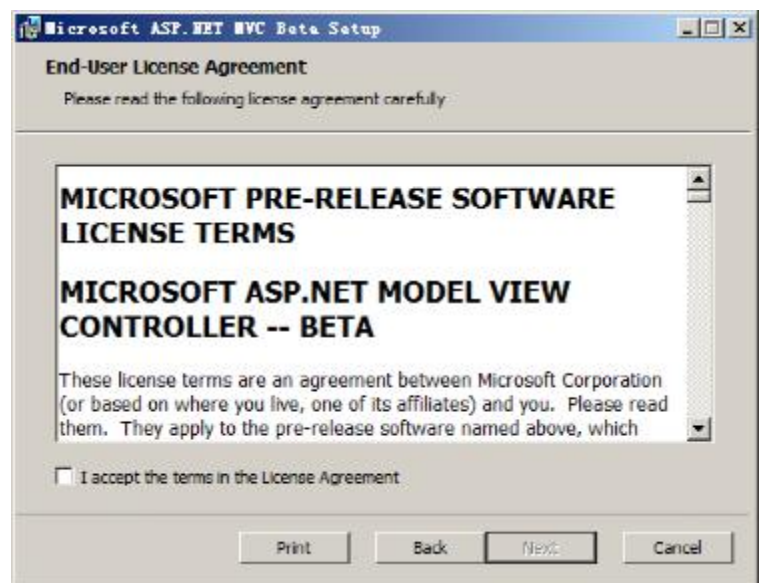 Microsoft ASP.NET MVC Beta Setup
End-User License Agreement
Please read the following license agreement carefully
MICROSOFT PRE-RELEASE SOFTWARE
LICENSE TERMS
MICROSOFT ASP.NET MODEL VIEW
CONTROLLER -- BETA
These license terms are an agreement between Microsoft Corporation
(or based on where you live, one of its affiliates) and you.  Please read
them.  They apply to the pre-release software named above, which
I accept the terms in the License Agreement
Print Back Next Cancel